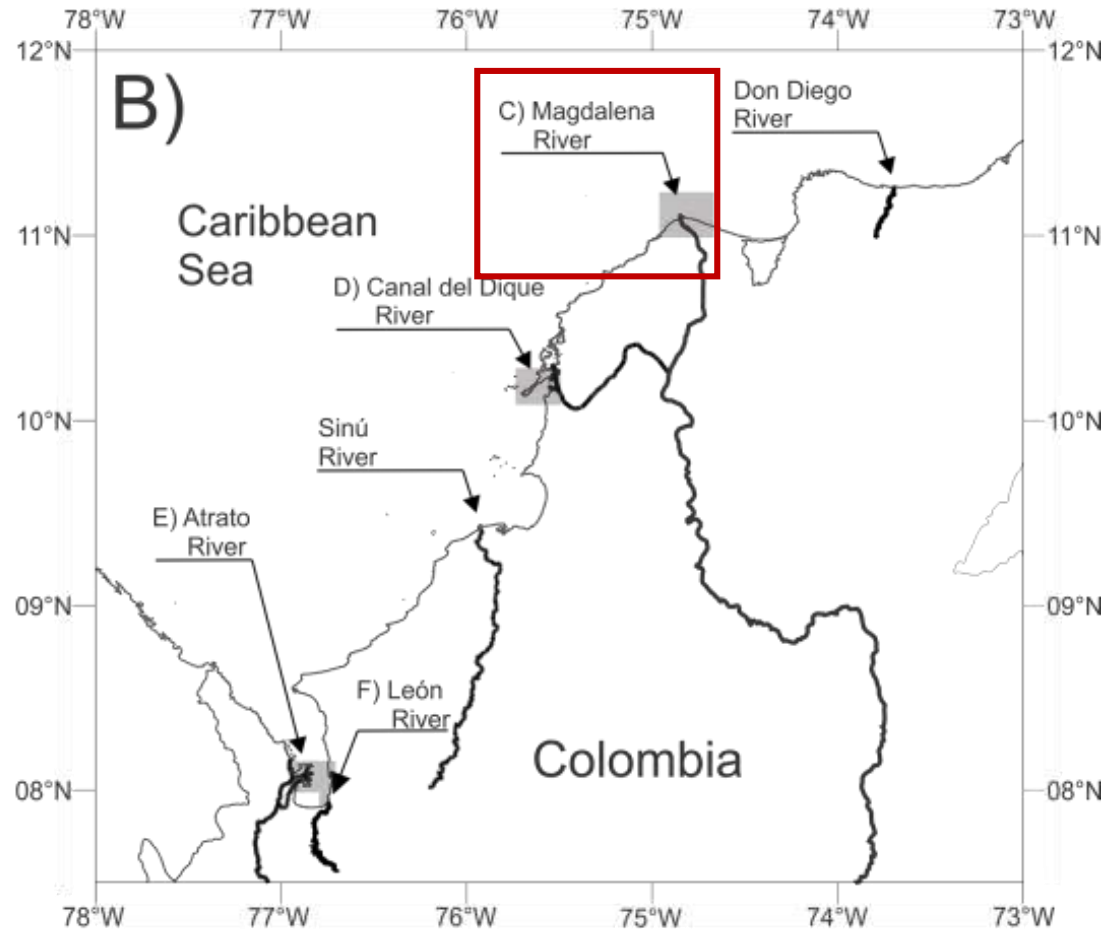 78°W 77°W 76°W 75°W 74°W 73°W
12°N 12°N
B)
Don Diego
River
C) Magdalena
River
Caribbean
Sea
11°N 11°N
D) Canal del Dique
River
10°N 10°N
Sinú
River
E) Atrato
River
09°N 09°N
F) León
River
Colombia
08°N 08°N
78°W 77°W 76°W 75°W 74°W 73°W